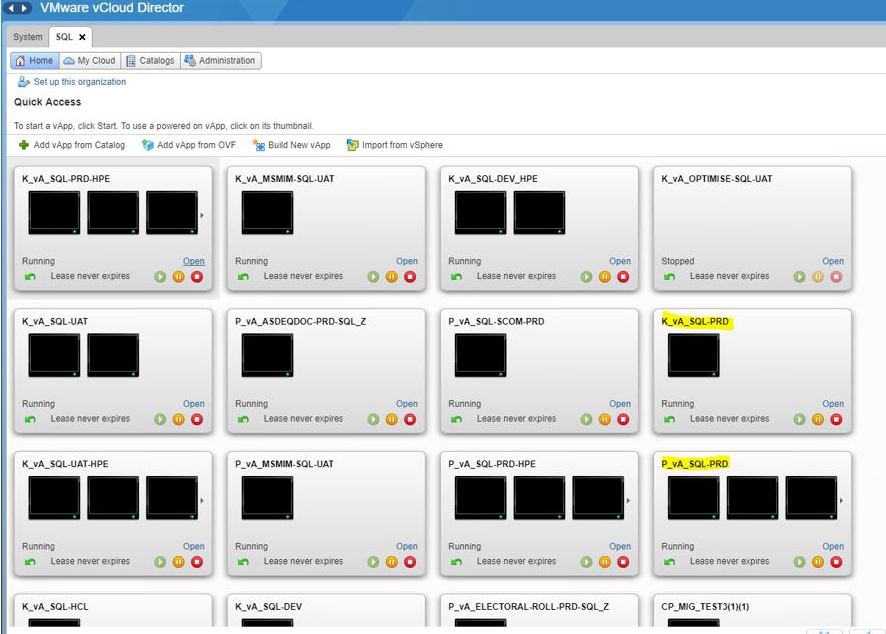 VMware vCloud Director
System SQL
Home My Cloud Catalogs Administration
Set up this organization
Quick Access
To start a vApp, click Start. To use a powered on vApp, click on its thumbnail.
Add vApp from Catalog Add vApp from OVF Build New vApp Import from vSphere
K_vA_SQL-PRD-HPE K_vA_MSMIM-SQL-UAT K_vA_SQL-DEV_HPE K_vA_OPTIMISE-SQL-UAT
Running Open Running Open Running Open Stopped Open
Lease never expires Lease never expires Lease never expires Lease never expires
K_vA_SQL-UAT P_vA_ASDEQDOC-PRD-SQL_Z P_vA_SQL-SCOM-PRD K_vA_SQL-PRD
Running Open Running Open Running Open Running Open
Lease never expires Lease never expires Lease never expires Lease never expires
K_vA_SQL-UAT-HPE P_vA_MSMIM-SQL-UAT P_vA_SQL-PRD-HPE P_vA_SQL-PRD
Running Open Running Open Running Open Running Open
Lease never expires Lease never expires Lease never expires Lease never expires
K_vA_SQL-HCL K_vA_SQL-DEV P_vA_ELECTORAL-ROLL-PRD-SQL_Z CP_MIG_TEST3(1)(1)